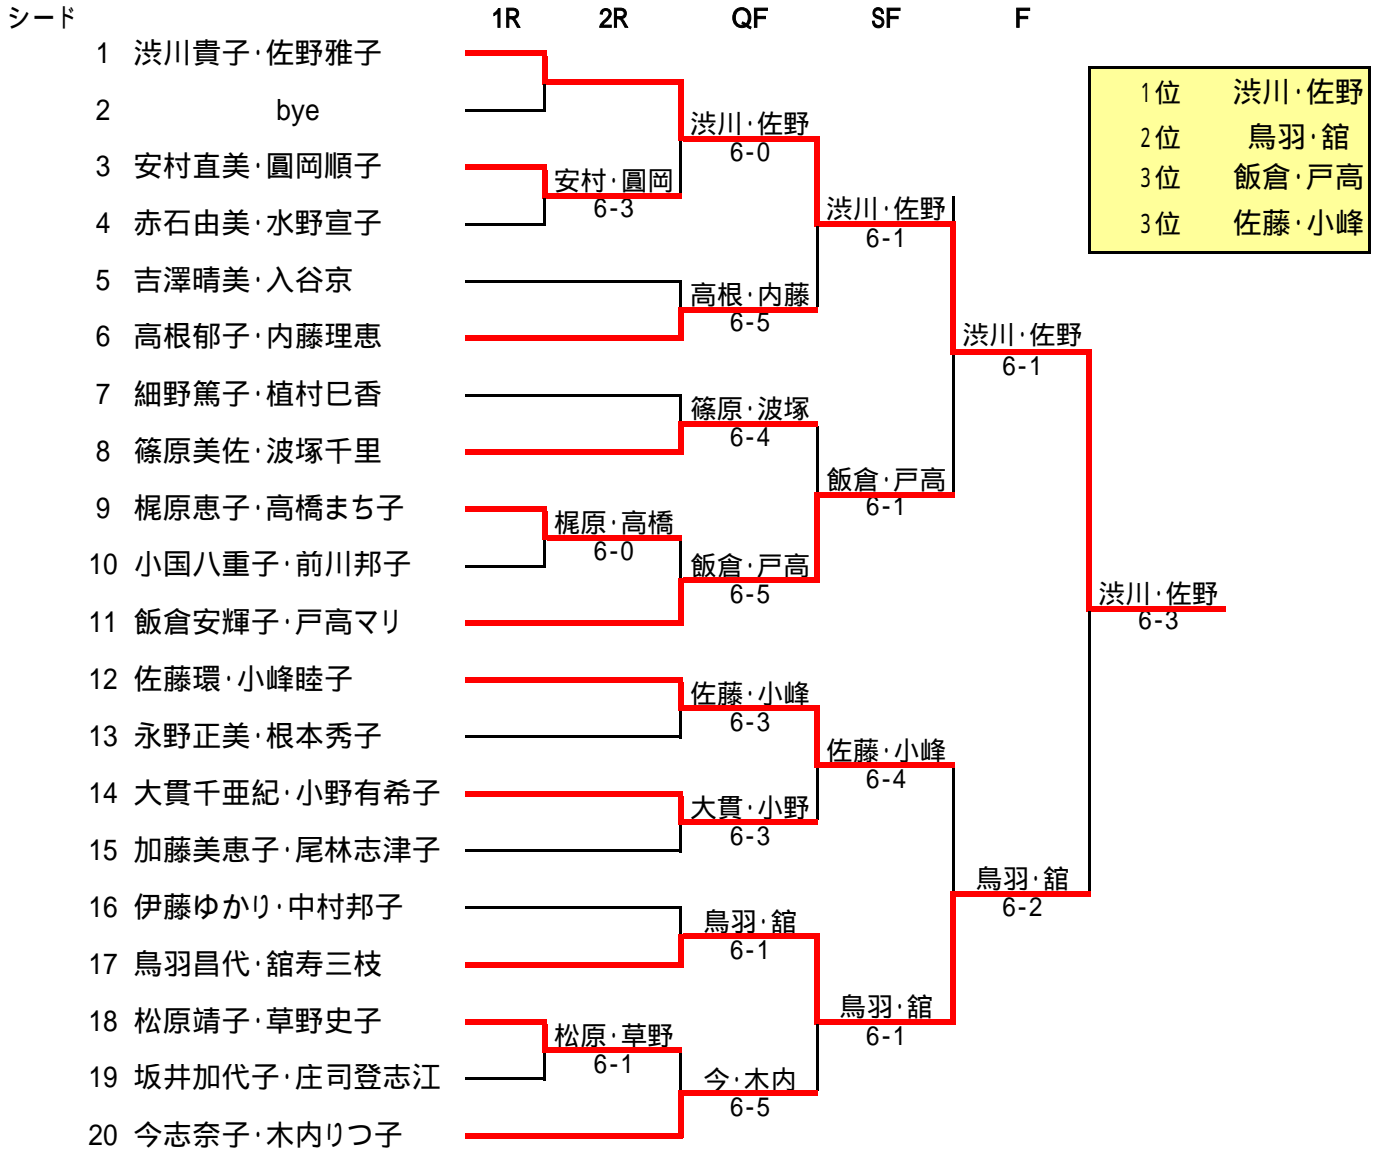 シード 1R 2R QF SF F
1 渋川貴子・佐野雅子
2 bye
3 安村直美・圓岡順子
4 赤石由美・水野宣子
5 吉澤晴美・入谷京
6 高根郁子・内藤理恵
7 細野篤子・植村巳香
8 篠原美佐・波塚千里
9 梶原恵子・高橋まち子
10 小国八重子・前川邦子
11 飯倉安輝子・戸高マリ
12 佐藤環・小峰睦子
13 永野正美・根本秀子
14 大貫千亜紀・小野有希子
15 加藤美恵子・尾林志津子
16 伊藤ゆかり・中村邦子
17 鳥羽昌代・舘寿三枝
18 松原靖子・草野史子
19 坂井加代子・庄司登志江
20 今志奈子・木内りつ子
安村・圓岡
6-3
梶原・高橋
6-0
松原・草野
6-1
渋川・佐野
6-0
高根・内藤
6-5
篠原・波塚
6-4
飯倉・戸高
6-5
佐藤・小峰
6-3
大貫・小野
6-3
鳥羽・舘
6-1
今・木内
6-5
渋川・佐野
6-1
飯倉・戸高
6-1
佐藤・小峰
6-4
鳥羽・舘
6-1
渋川・佐野
6-1
鳥羽・舘
6-2
渋川・佐野
6-3
1位 渋川・佐野
2位 鳥羽・舘
3位 飯倉・戸高
3位 佐藤・小峰